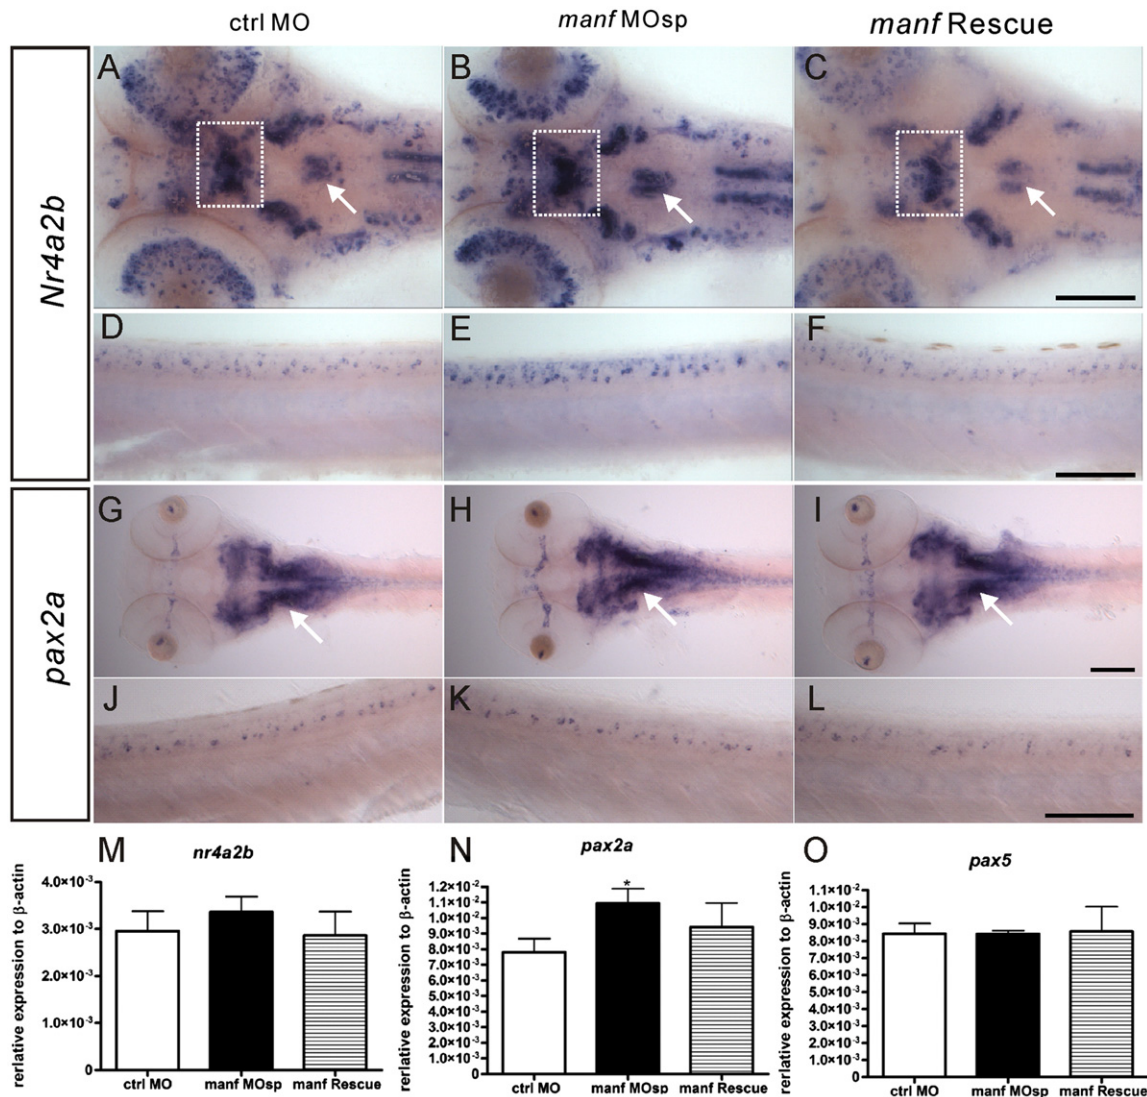 ctrl MO manf MOsp manf Rescue
Nr4a2b
A B C
D E F
pax2a
G H I
J K L
M nr4a2b
rerlative expression to β-actin
4.0×10-3
3.0×10-3
2.0×10-3
1.0×10-3
0
ctrl MO manf MOsp manf Rescue
N pax2a
rerlative expression to β-actin
1.2×10-2
1.1×10-2
1.0×10-2
9.0×10-3
8.0×10-3
7.0×10-3
6.0×10-3
5.0×10-3
4.0×10-3
3.0×10-3
2.0×10-3
1.0×10-3
0
*
ctrl MO manf MOsp manf Rescue
O pax5
rerlative expression to β-actin
1.1×10-2
1.0×10-2
9.0×10-3
8.0×10-3
7.0×10-3
6.0×10-3
5.0×10-3
4.0×10-3
3.0×10-3
2.0×10-3
1.0×10-3
0
ctrl MO manf MOsp manf Rescue